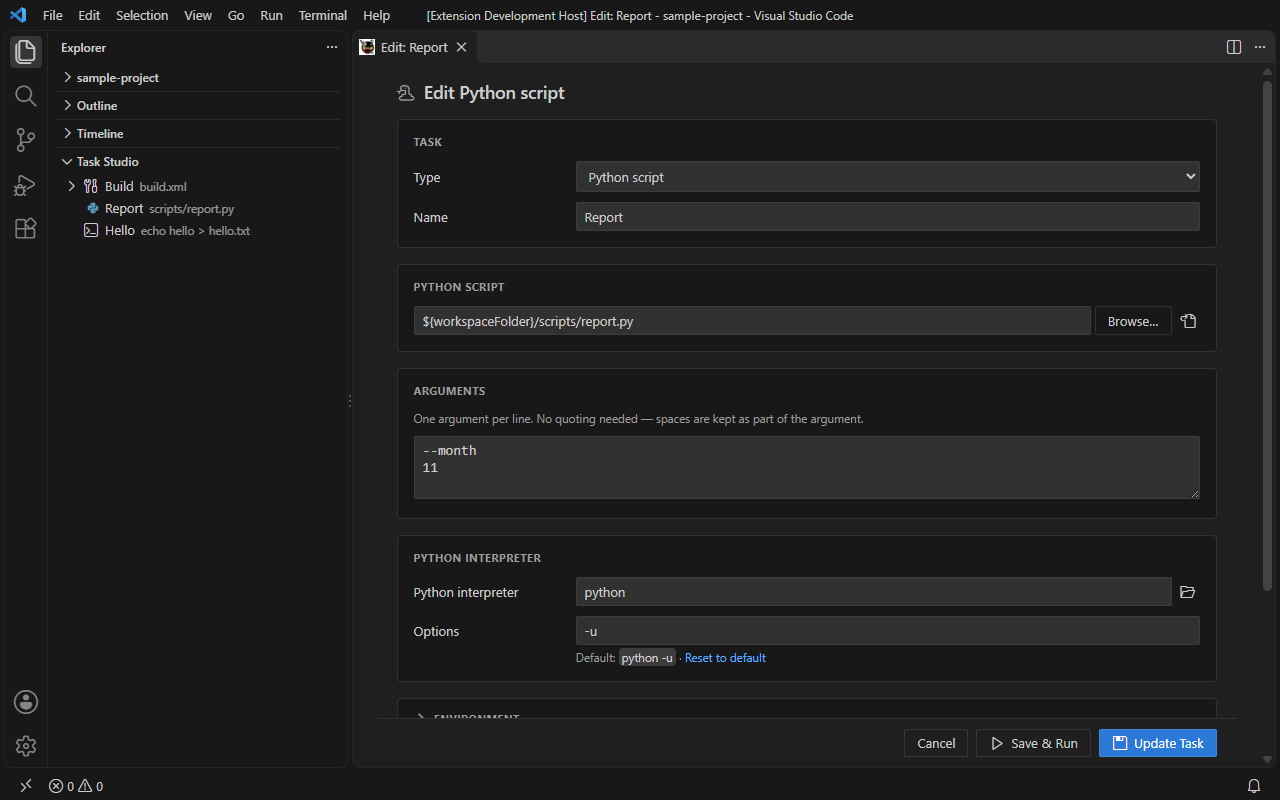 File Edit Selection View Go Run Terminal Help [Extension Development Host] Edit: Report - sample-project - Visual Studio Code
Explorer
sample-project
Outline
Timeline
Task Studio
Build build.xml
Report scripts/report.py
Hello echo hello > hello.txt
Edit: Report
Edit Python script
TASK
Type Python script
Name Report
PYTHON SCRIPT
${workspaceFolder}/scripts/report.py Browse...
ARGUMENTS
One argument per line. No quoting needed — spaces are kept as part of the argument.
--month
11
PYTHON INTERPRETER
Python interpreter python
Options -u
Default: python -u · Reset to default
ENVIRONMENT
Cancel Save & Run Update Task
0 0